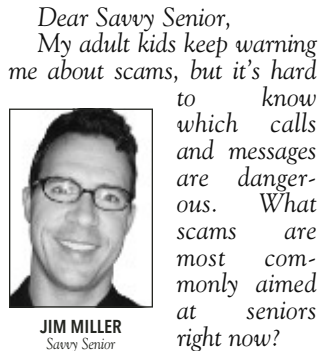 Dear Savvy Senior,
My adult kids keep warning
me about scams, but it’s hard
to know
which calls
and messages
are danger-
ous. What
scams are
most com-
monly aimed
at seniors
right now?
JIM MILLER
Savvy Senior